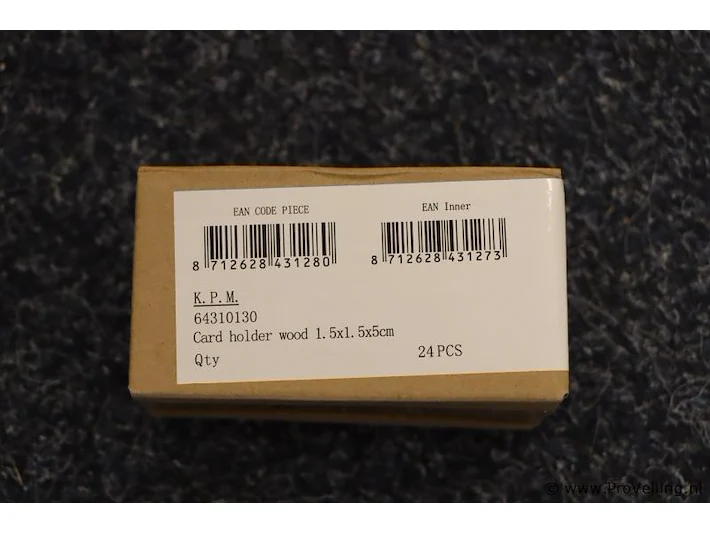 EAN CODE PIECE
EAN Inner
8 712628 431280
8 712628 431273
K.P.M.
64310130
Card holder wood 1.5x1.5x5cm
Qty 24PCS
© www.ProVeiling.nl